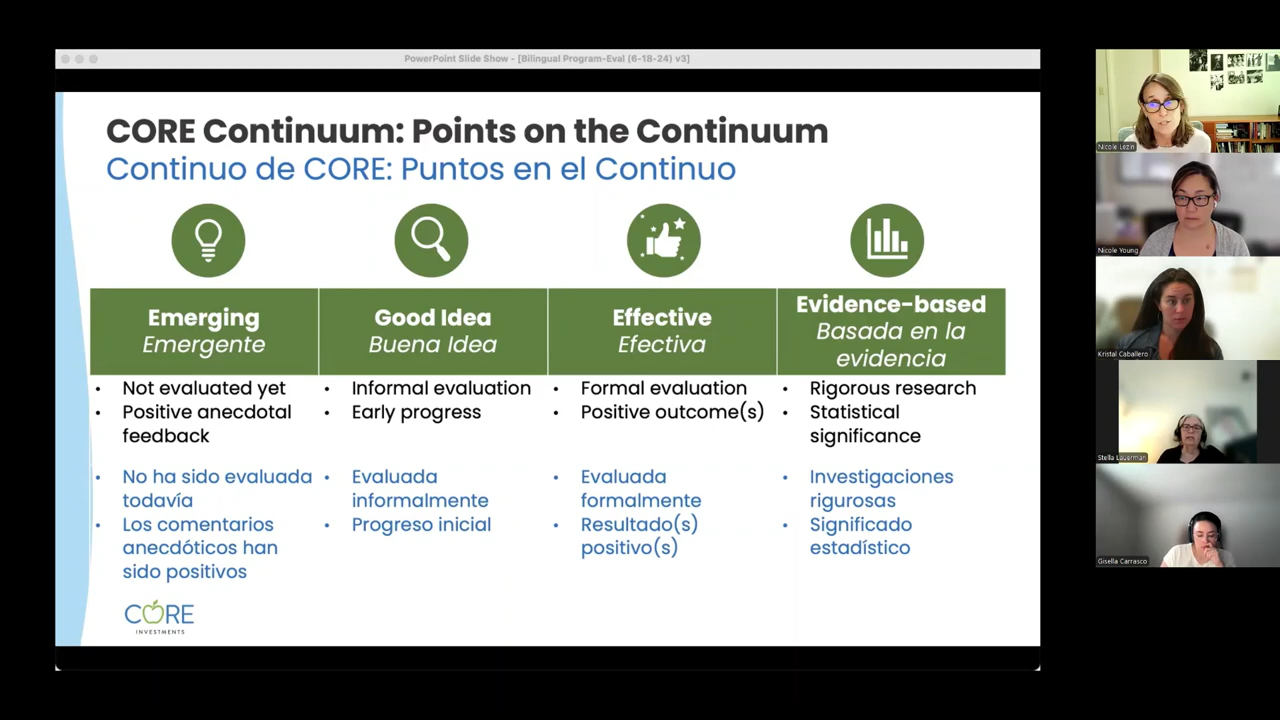 PowerPoint Slide Show - [Bilingual Program-Eval (6-18-24) v3]
CORE Continuum: Points on the Continuum
Continuo de CORE: Puntos en el Continuo
Emerging
Emergente
• Not evaluated yet
• Positive anecdotal
feedback
• No ha sido evaluada
todavía
• Los comentarios
anecdóticos han
sido positivos
Good Idea
Buena Idea
• Informal evaluation
• Early progress
• Evaluada
informalmente
• Progreso inicial
Effective
Efectiva
• Formal evaluation
• Positive outcome(s)
• Evaluada
formalmente
• Resultado(s)
positivo(s)
Evidence-based
Basada en la
evidencia
• Rigorous research
• Statistical
significance
• Investigaciones
rigurosas
• Significado
estadístico
CORE
INVESTMENTS
Nicole Lezin
Nicole Young
Kristal Caballero
Stella Lauerman
Gisella Carrasco